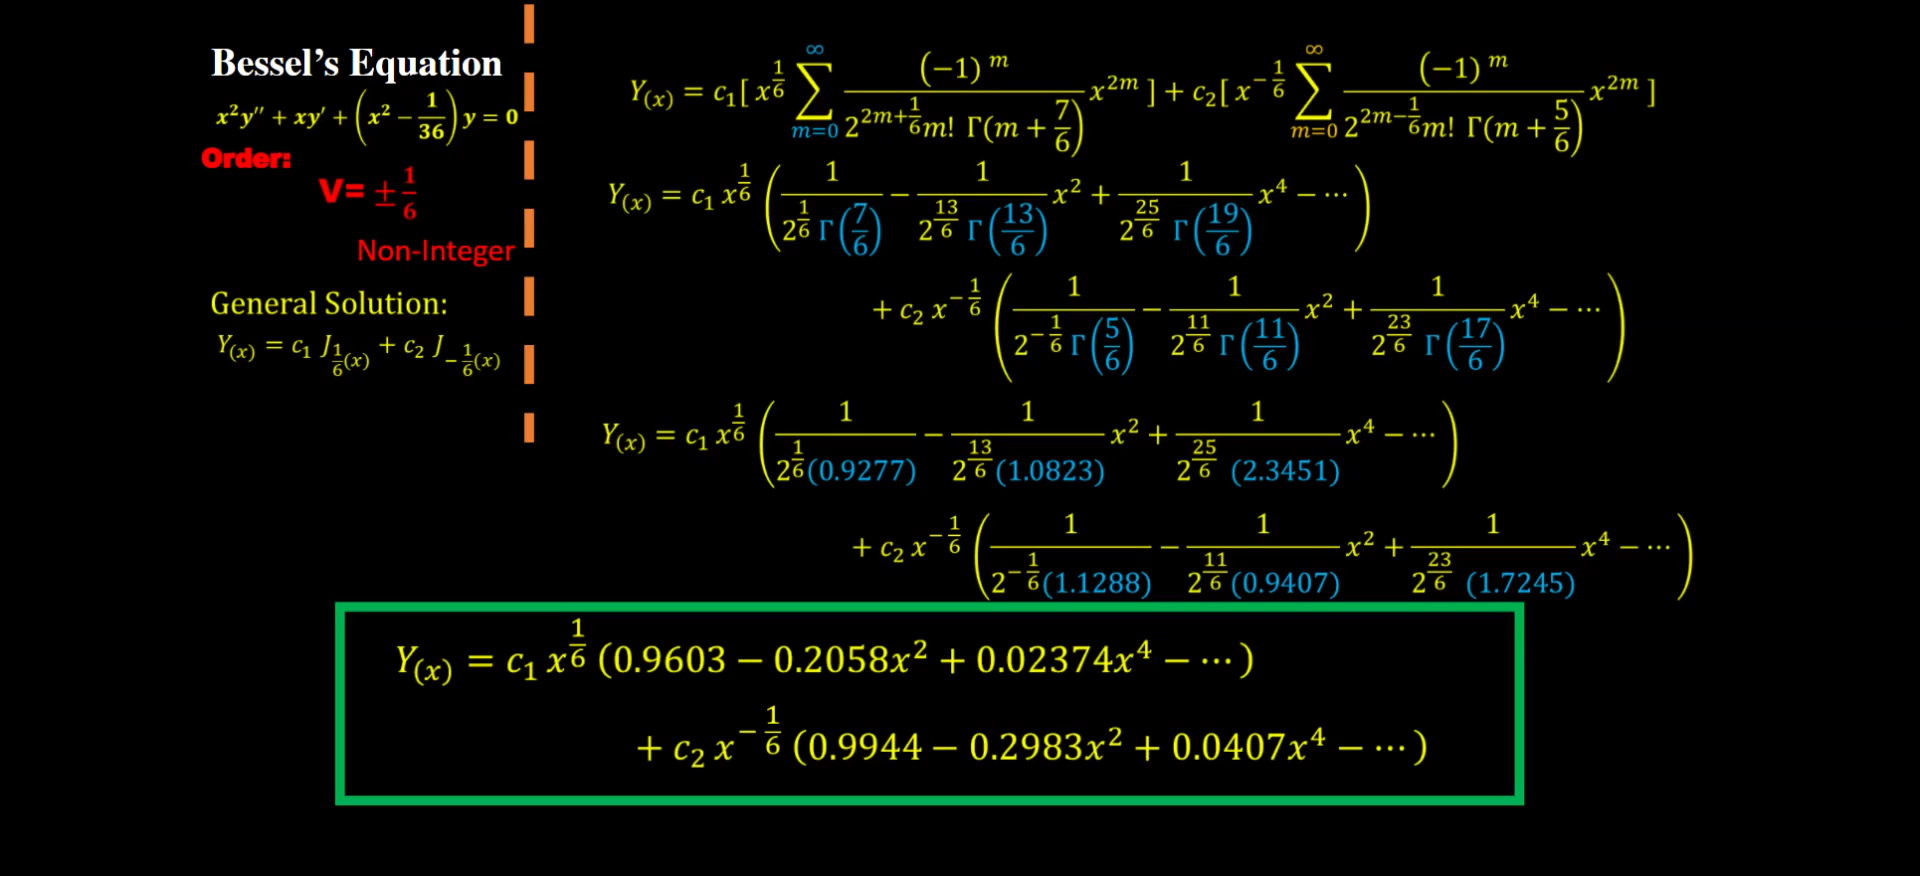 Bessel's Equation
x²y″ + xy′ + (x² − 1/36) y = 0
Order:
V= ± 1/6
Non-Integer
General Solution:
Y₍ₓ₎ = c₁ J_{1/6(x)} + c₂ J_{−1/6(x)}
Y₍ₓ₎ = c₁[ x^{1/6} ∑_{m=0}^{∞} (−1)^m / (2^{2m+1/6} m! Γ(m + 7/6)) x^{2m} ] + c₂[ x^{−1/6} ∑_{m=0}^{∞} (−1)^m / (2^{2m−1/6} m! Γ(m + 5/6)) x^{2m} ]
Y₍ₓ₎ = c₁ x^{1/6} ( 1/(2^{1/6} Γ(7/6)) − 1/(2^{13/6} Γ(13/6)) x² + 1/(2^{25/6} Γ(19/6)) x⁴ − ⋯ )
+ c₂ x^{−1/6} ( 1/(2^{−1/6} Γ(5/6)) − 1/(2^{11/6} Γ(11/6)) x² + 1/(2^{23/6} Γ(17/6)) x⁴ − ⋯ )
Y₍ₓ₎ = c₁ x^{1/6} ( 1/(2^{1/6}(0.9277)) − 1/(2^{13/6}(1.0823)) x² + 1/(2^{25/6} (2.3451)) x⁴ − ⋯ )
+ c₂ x^{−1/6} ( 1/(2^{−1/6}(1.1288)) − 1/(2^{11/6}(0.9407)) x² + 1/(2^{23/6} (1.7245)) x⁴ − ⋯ )
Y₍ₓ₎ = c₁ x^{1/6} (0.9603 − 0.2058x² + 0.02374x⁴ − ⋯ )
+ c₂ x^{−1/6} (0.9944 − 0.2983x² + 0.0407x⁴ − ⋯ )